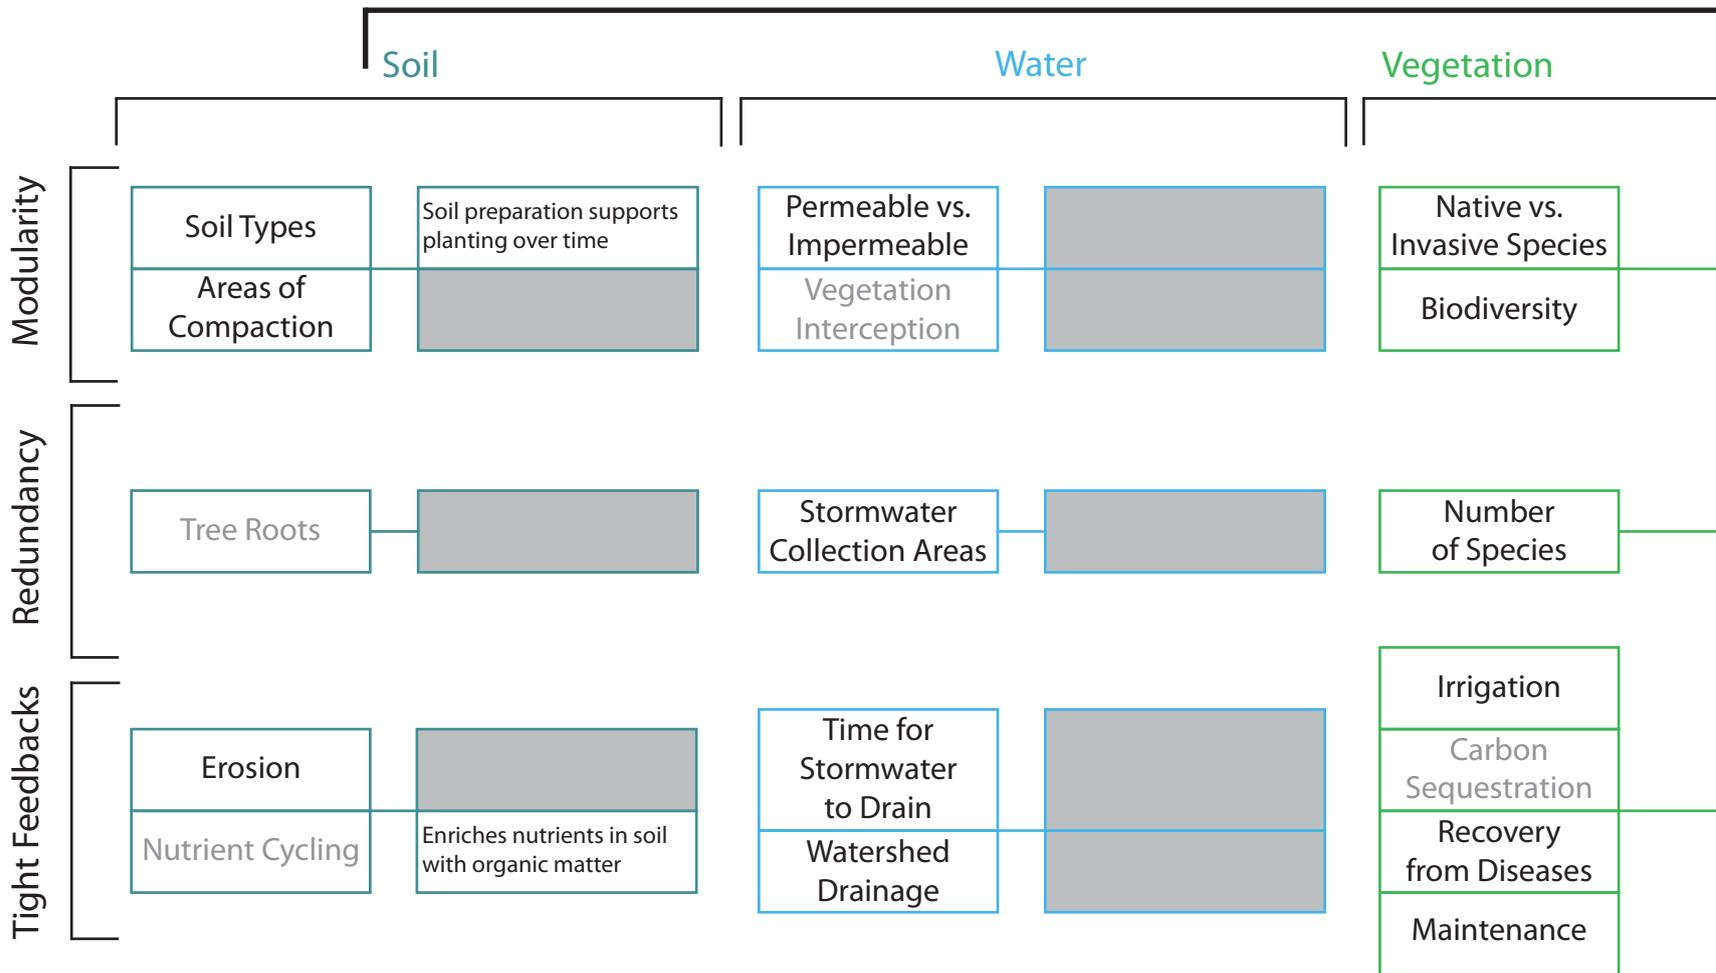 Soil
Water
Vegetation
Modularity
Soil Types
Soil preparation supports
planting over time
Areas of
Compaction
Permeable vs.
Impermeable
Vegetation
Interception
Native vs.
Invasive Species
Biodiversity
Redundancy
Tree Roots
Stormwater
Collection Areas
Number
of Species
Tight Feedbacks
Erosion
Nutrient Cycling
Enriches nutrients in soil
with organic matter
Time for
Stormwater
to Drain
Watershed
Drainage
Irrigation
Carbon
Sequestration
Recovery
from Diseases
Maintenance